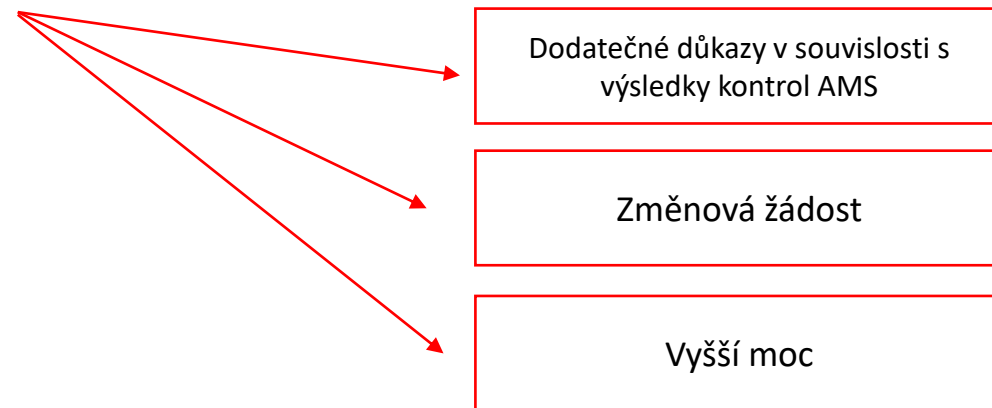 Dodatečné důkazy v souvislosti s
výsledky kontrol AMS
Změnová žádost
Vyšší moc